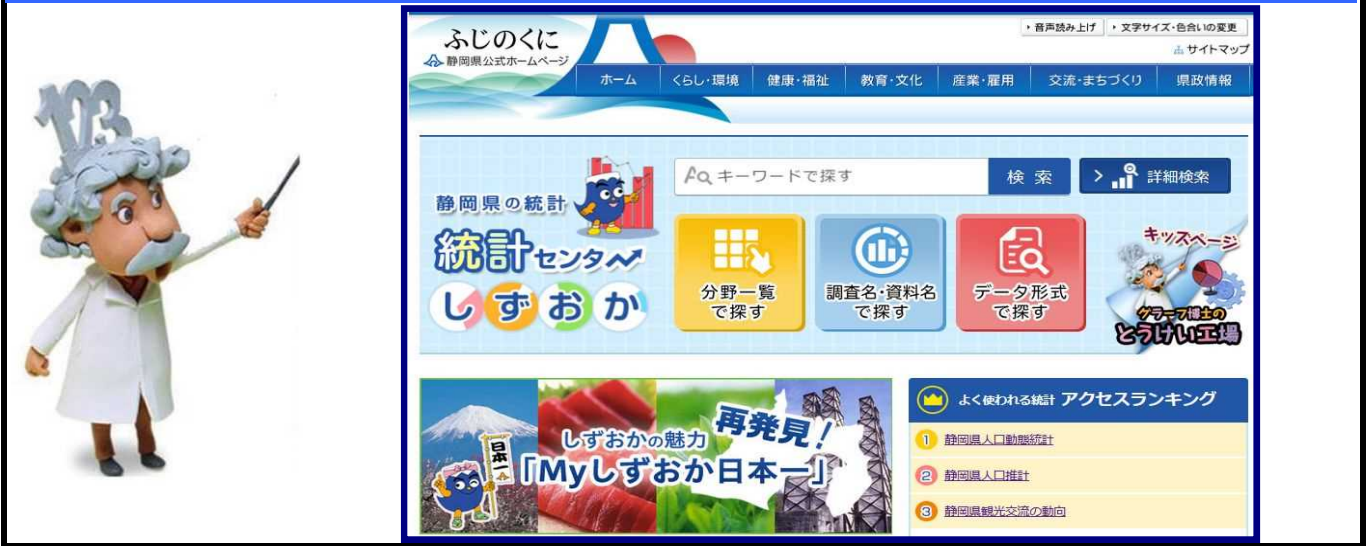 123
ふじのくに
静岡県公式ホームページ
音声読み上げ
文字サイズ・色合いの変更
サイトマップ
ホーム
くらし・環境
健康・福祉
教育・文化
産業・雇用
交流・まちづくり
県政情報
静岡県の統計
統計センター
しずおか
キーワードで探す
検索
詳細検索
分野一覧
で探す
調査名・資料名
で探す
データ形式
で探す
キッズページ
グラーフ博士の
とうけい工場
日本一
しずおかの魅力
再発見!
「Myしずおか日本一」
よく使われる統計 アクセスランキング
1 静岡県人口動態統計
2 静岡県人口推計
3 静岡県観光交流の動向